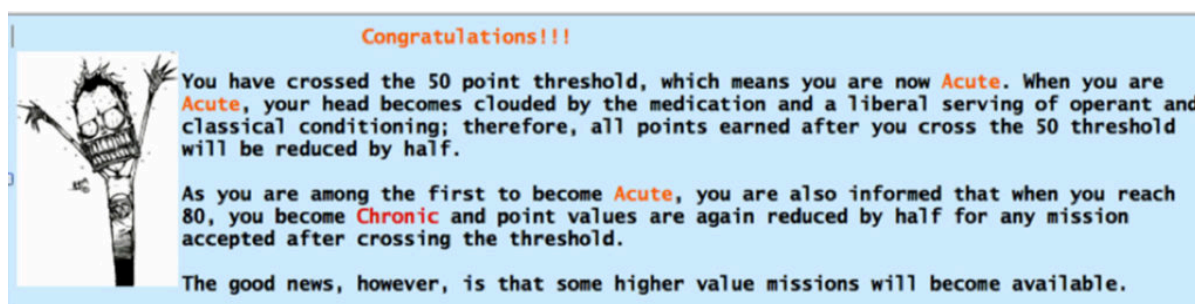 Congratulations!!!
You have crossed the 50 point threshold, which means you are now Acute. When you are
Acute, your head becomes clouded by the medication and a liberal serving of operant and
classical conditioning; therefore, all points earned after you cross the 50 threshold
will be reduced by half.
As you are among the first to become Acute, you are also informed that when you reach
80, you become Chronic and point values are again reduced by half for any mission
accepted after crossing the threshold.
The good news, however, is that some higher value missions will become available.